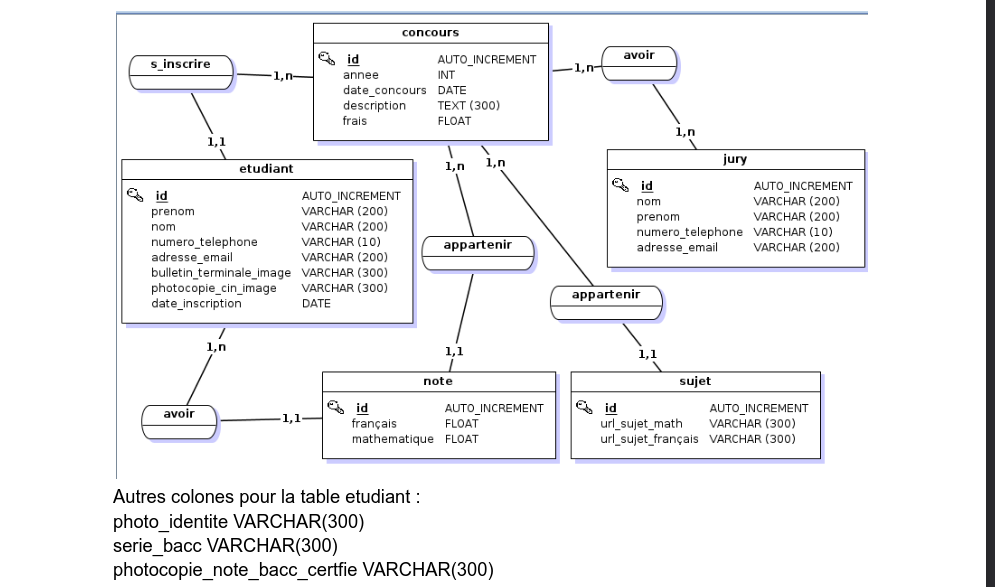 concours
id AUTO_INCREMENT
annee INT
date_concours DATE
description TEXT (300)
frais FLOAT
s_inscrire
avoir
1,n
1,n
1,n
1,1
1,n
1,n
etudiant
id AUTO_INCREMENT
prenom VARCHAR (200)
nom VARCHAR (200)
numero_telephone VARCHAR (10)
adresse_email VARCHAR (200)
bulletin_terminale_image VARCHAR (300)
photocopie_cin_image VARCHAR (300)
date_inscription DATE
jury
id AUTO_INCREMENT
nom VARCHAR (200)
prenom VARCHAR (200)
numero_telephone VARCHAR (10)
adresse_email VARCHAR (200)
appartenir
appartenir
1,n
1,1
1,1
avoir
1,1
note
id AUTO_INCREMENT
français FLOAT
mathematique FLOAT
sujet
id AUTO_INCREMENT
url_sujet_math VARCHAR (300)
url_sujet_français VARCHAR (300)
Autres colones pour la table etudiant :
photo_identite VARCHAR(300)
serie_bacc VARCHAR(300)
photocopie_note_bacc_certfie VARCHAR(300)